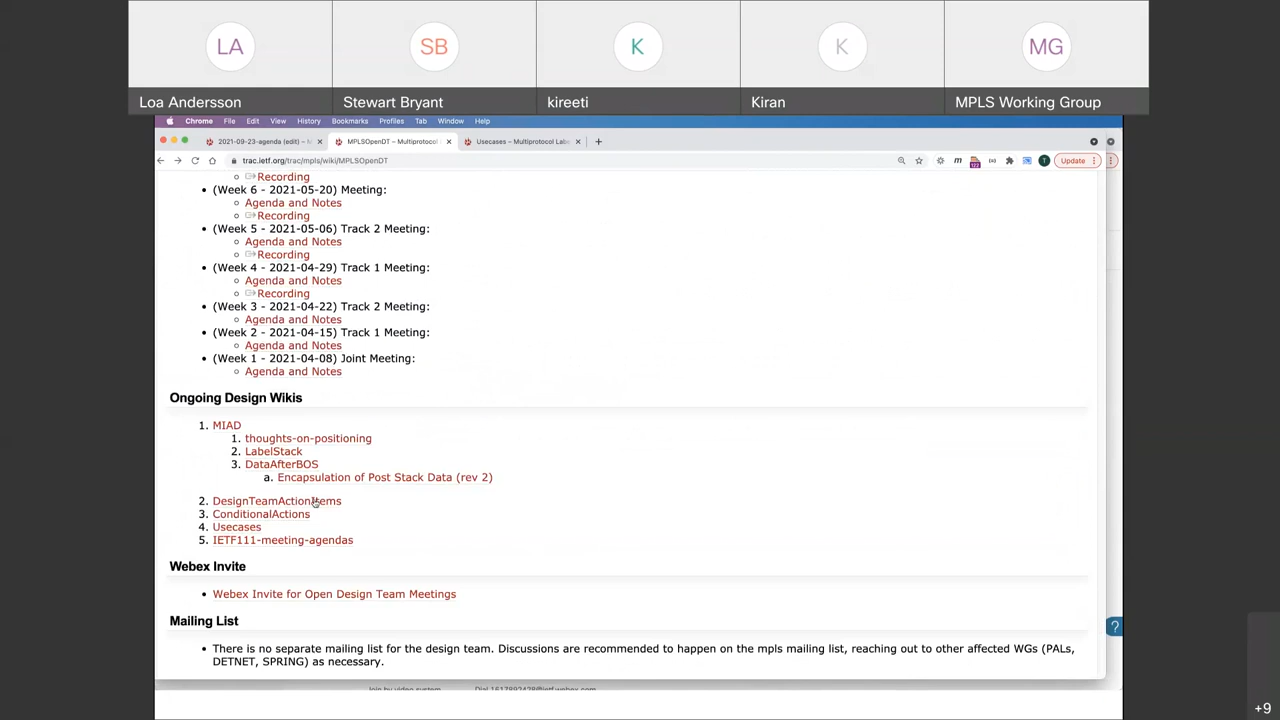 LA
SB
K
K
MG
Loa Andersson
Stewart Bryant
kireeti
Kiran
MPLS Working Group
Chrome File Edit View History Bookmarks Profiles Tab Window Help
2021-09-23-agenda (edit) –
MPLSOpenDT – Multiprotocol
Usecases – Multiprotocol Labe
trac.ietf.org/trac/mpls/wiki/MPLSOpenDT
Update
Recording
(Week 6 - 2021-05-20) Meeting:
Agenda and Notes
Recording
(Week 5 - 2021-05-06) Track 2 Meeting:
Agenda and Notes
Recording
(Week 4 - 2021-04-29) Track 1 Meeting:
Agenda and Notes
Recording
(Week 3 - 2021-04-22) Track 2 Meeting:
Agenda and Notes
(Week 2 - 2021-04-15) Track 1 Meeting:
Agenda and Notes
(Week 1 - 2021-04-08) Joint Meeting:
Agenda and Notes
Ongoing Design Wikis
1. MIAD
1. thoughts-on-positioning
2. LabelStack
3. DataAfterBOS
a. Encapsulation of Post Stack Data (rev 2)
2. DesignTeamActionItems
3. ConditionalActions
4. Usecases
5. IETF111-meeting-agendas
Webex Invite
Webex Invite for Open Design Team Meetings
Mailing List
There is no separate mailing list for the design team. Discussions are recommended to happen on the mpls mailing list, reaching out to other affected WGs (PALs,
DETNET, SPRING) as necessary.
?
+9